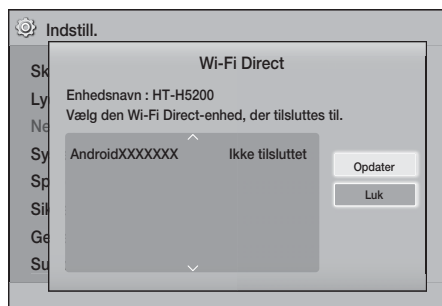 Indstill.
Wi-Fi Direct
Enhedsnavn : HT-H5200
Vælg den Wi-Fi Direct-enhed, der tilsluttes til.
AndroidXXXXXXX Ikke tilsluttet
Opdater
Luk
Sk
Ly
Ne
Sy
Sp
Sik
Ge
Su